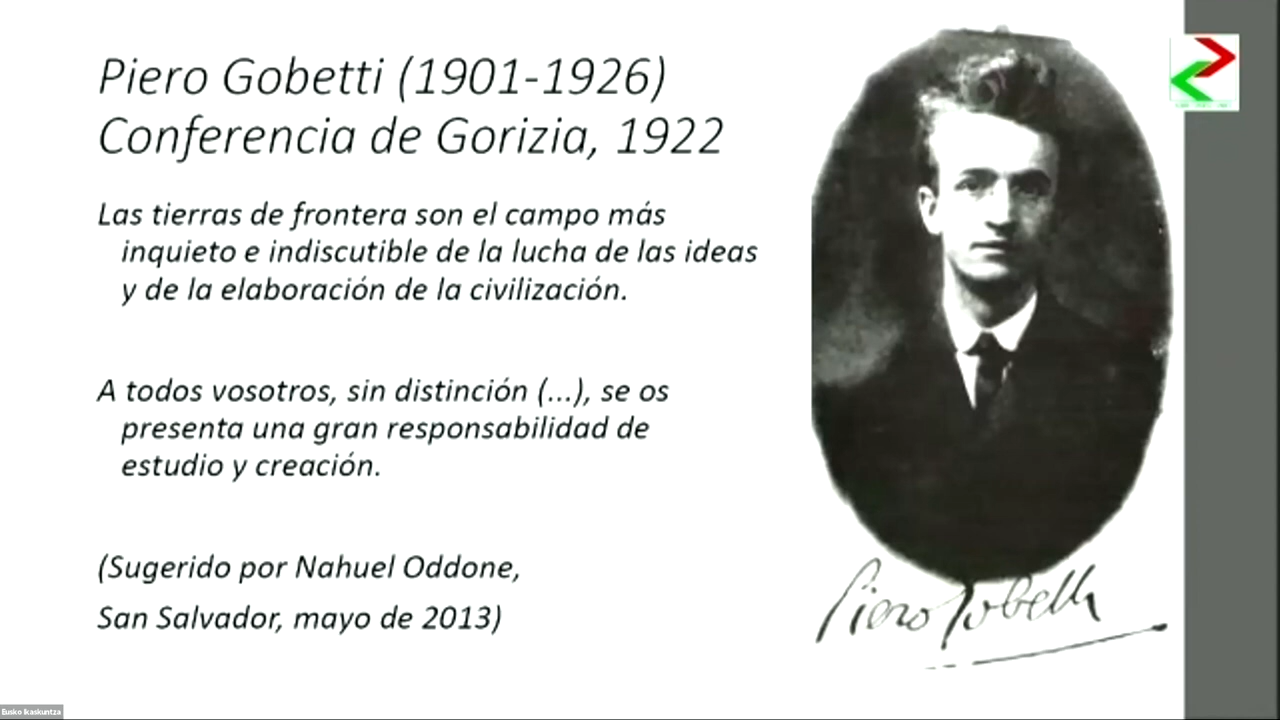 Piero Gobetti (1901-1926)
Conferencia de Gorizia, 1922
Las tierras de frontera son el campo más
inquieto e indiscutible de la lucha de las ideas
y de la elaboración de la civilización.
A todos vosotros, sin distinción (...), se os
presenta una gran responsabilidad de
estudio y creación.
(Sugerido por Nahuel Oddone,
San Salvador, mayo de 2013)
Piero Gobetti
Eusko Ikaskuntza